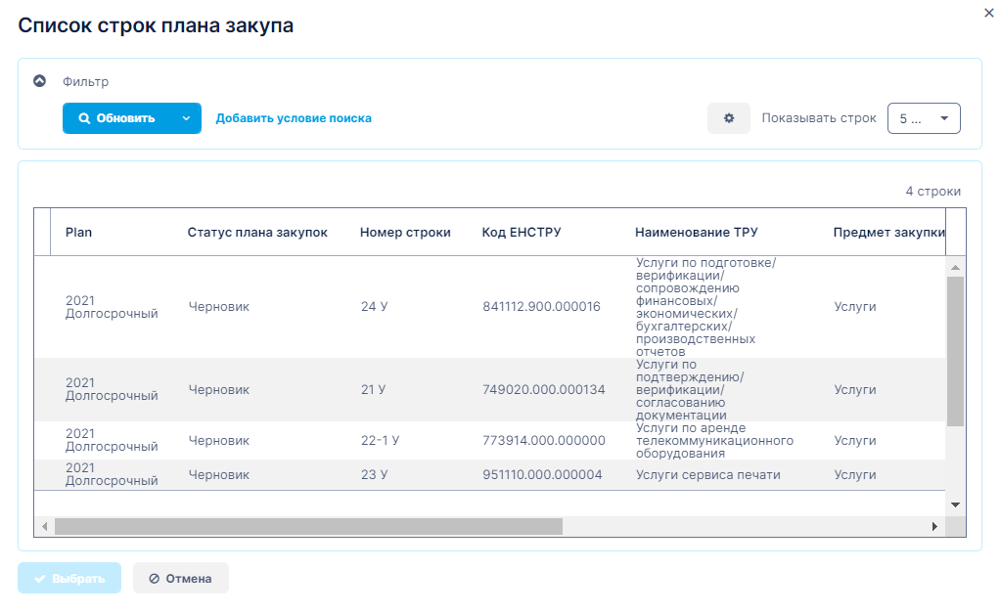 Список строк плана закупа
Фильтр
Обновить Добавить условие поиска Показывать строк 5 ...
4 строки
Plan Статус плана закупок Номер строки Код ЕНСТРУ Наименование ТРУ Предмет закупки
2021 Долгосрочный Черновик 24 У 841112.900.000016 Услуги по подготовке/ верификации/ сопровождению финансовых/ экономических/ бухгалтерских/ производственных отчетов Услуги
2021 Долгосрочный Черновик 21 У 749020.000.000134 Услуги по подтверждению/ верификации/ согласованию документации Услуги
2021 Долгосрочный Черновик 22-1 У 773914.000.000000 Услуги по аренде телекоммуникационного оборудования Услуги
2021 Долгосрочный Черновик 23 У 951110.000.000004 Услуги сервиса печати Услуги
Выбрать Отмена